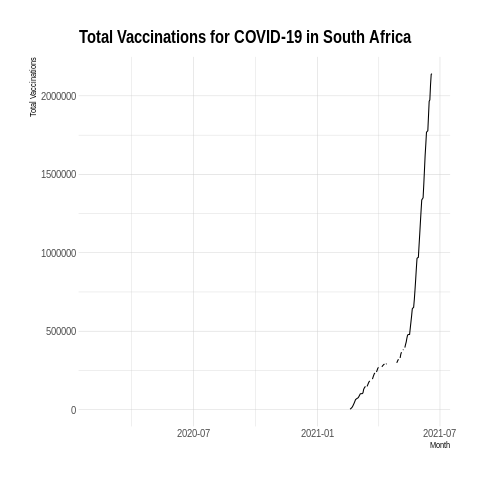 Total Vaccinations for COVID-19 in South Africa
Total Vaccinations
2000000
1500000
1000000
500000
0
2020-07
2021-01
2021-07
Month